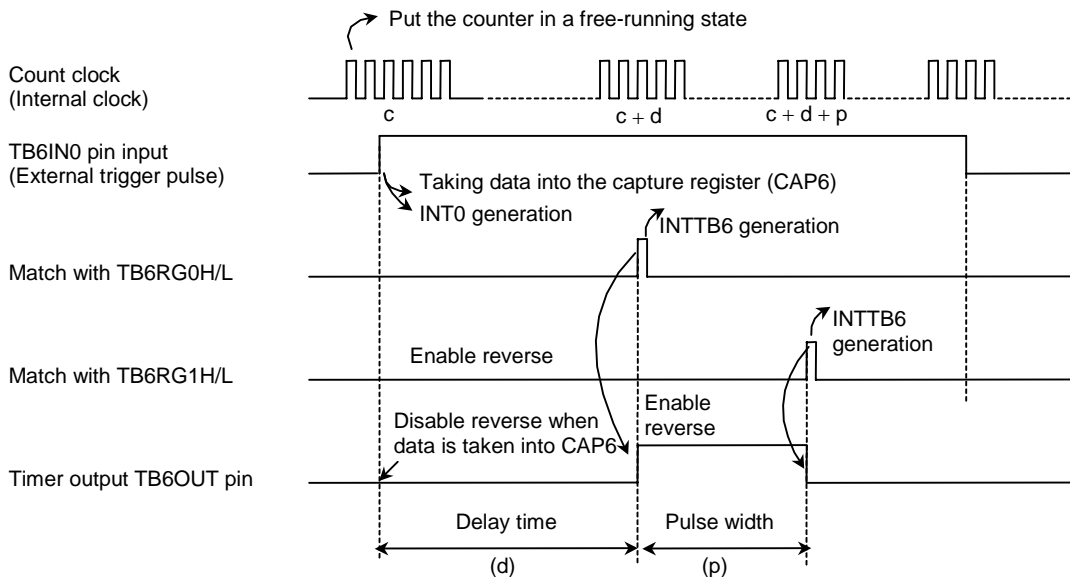 Put the counter in a free-running state
Count clock
(Internal clock)
c
c + d
c + d + p
TB6IN0 pin input
(External trigger pulse)
Taking data into the capture register (CAP6)
INT0 generation
INTTB6 generation
Match with TB6RG0H/L
INTTB6
generation
Enable reverse
Match with TB6RG1H/L
Enable
reverse
Disable reverse when
data is taken into CAP6
Timer output TB6OUT pin
Delay time
Pulse width
(d)
(p)